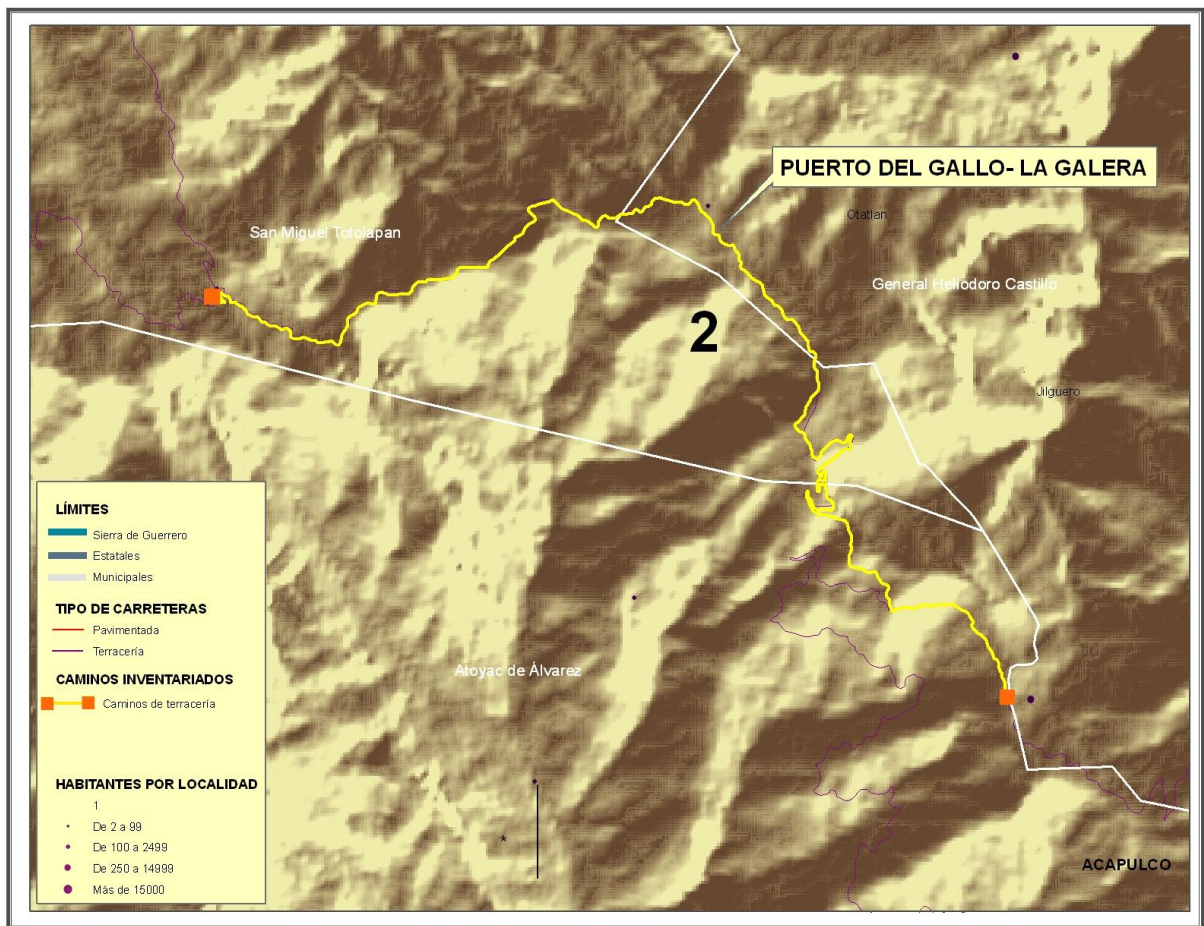 PUERTO DEL GALLO- LA GALERA
Otatlan
San Miguel Totolapan
General Heliodoro Castillo
2
Jilguero
Atoyac de Álvarez
ACAPULCO
LÍMITES
Sierra de Guerrero
Estatales
Municipales
TIPO DE CARRETERAS
Pavimentada
Terracería
CAMINOS INVENTARIADOS
Caminos de terracería
HABITANTES POR LOCALIDAD
1
De 2 a 99
De 100 a 2499
De 250 a 14999
Más de 15000
*